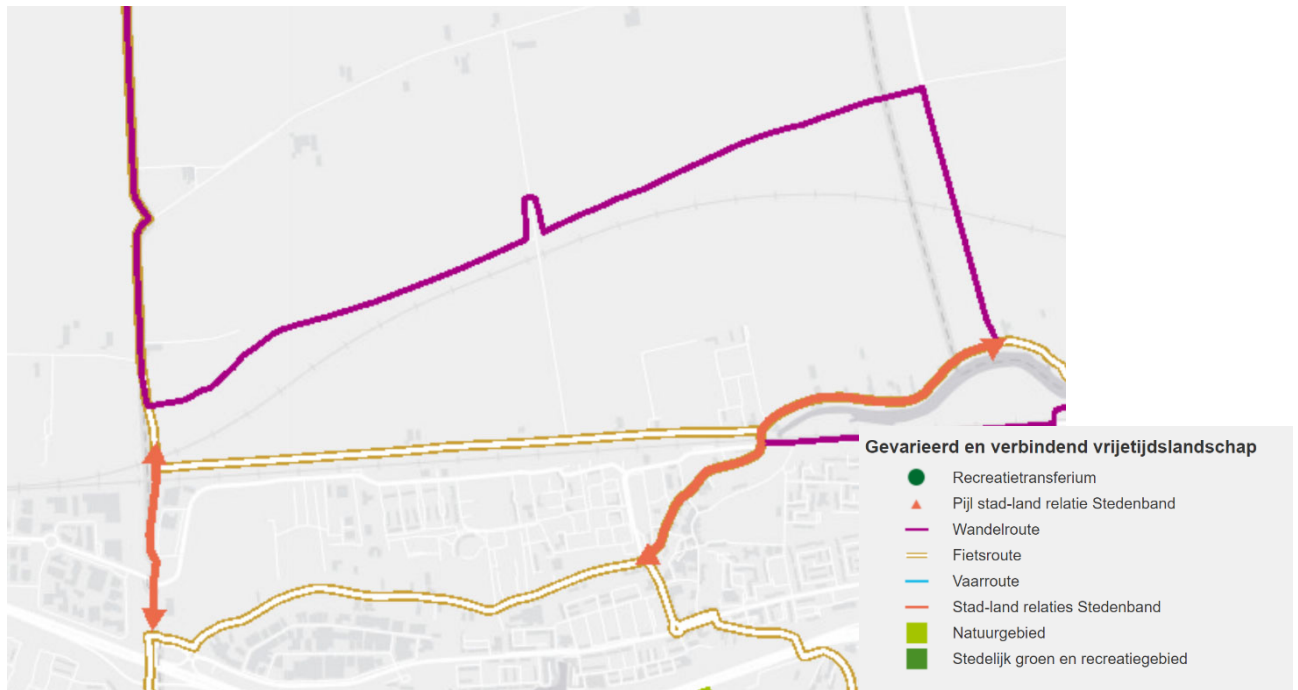 Gevarieerd en verbindend vrijetijdslandschap
Recreatietransferium
Pijl stad-land relatie Stedenband
Wandelroute
Fietsroute
Vaarroute
Stad-land relaties Stedenband
Natuurgebied
Stedelijk groen en recreatiegebied